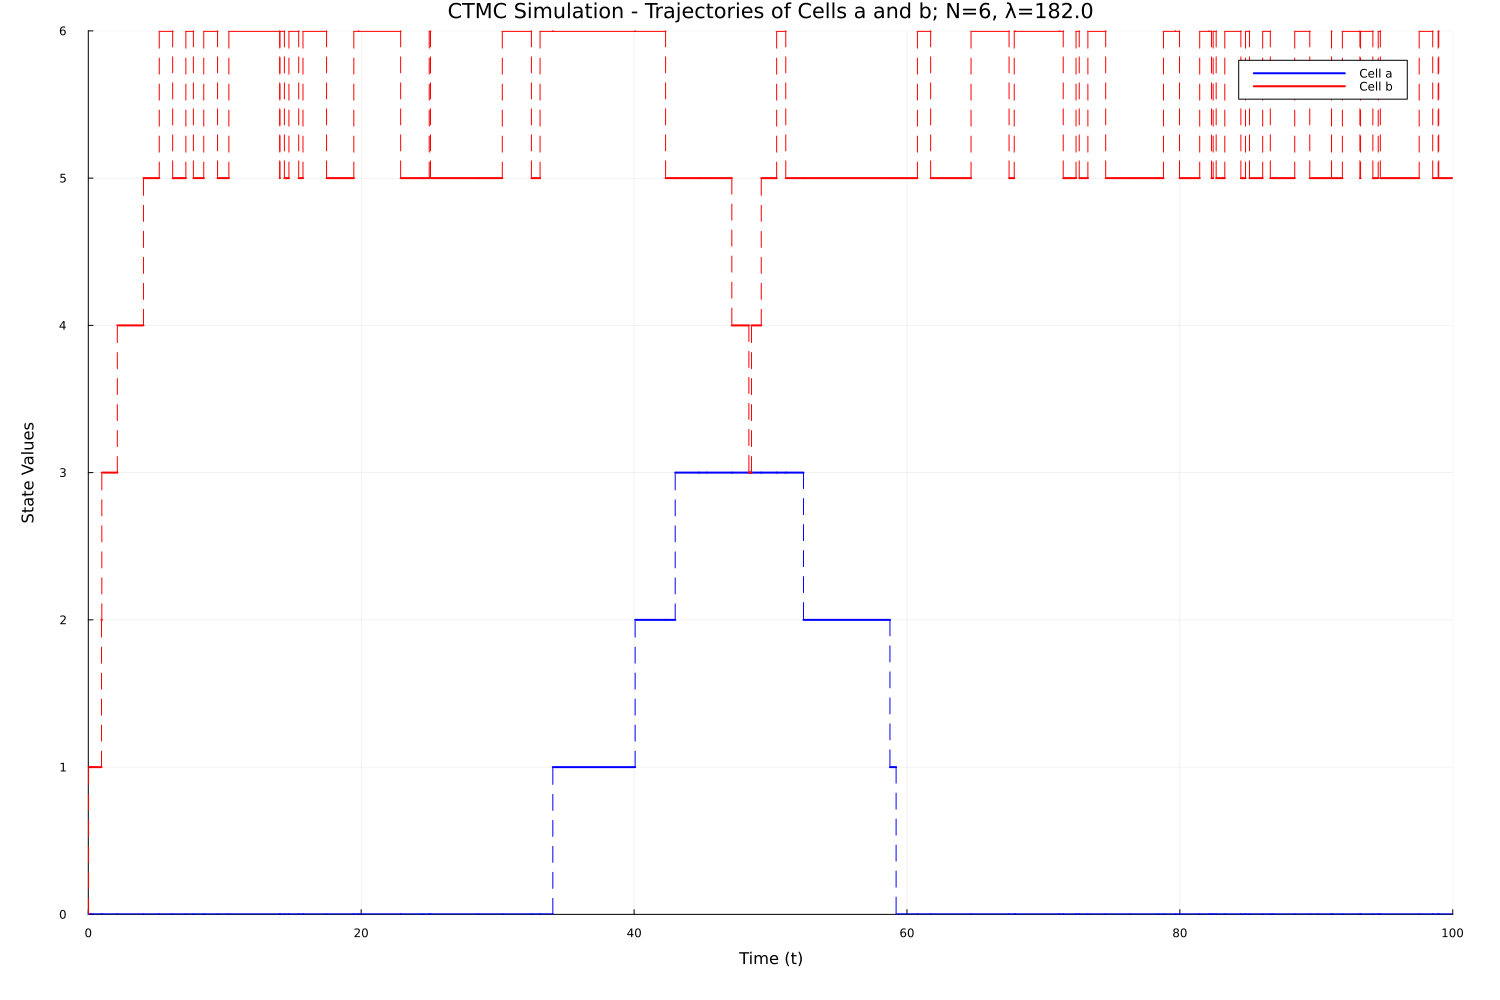 CTMC Simulation - Trajectories of Cells a and b; N=6, λ=182.0
6
Cell a
Cell b
5
4
State Values
3
2
1
0
0 20 40 60 80 100
Time (t)